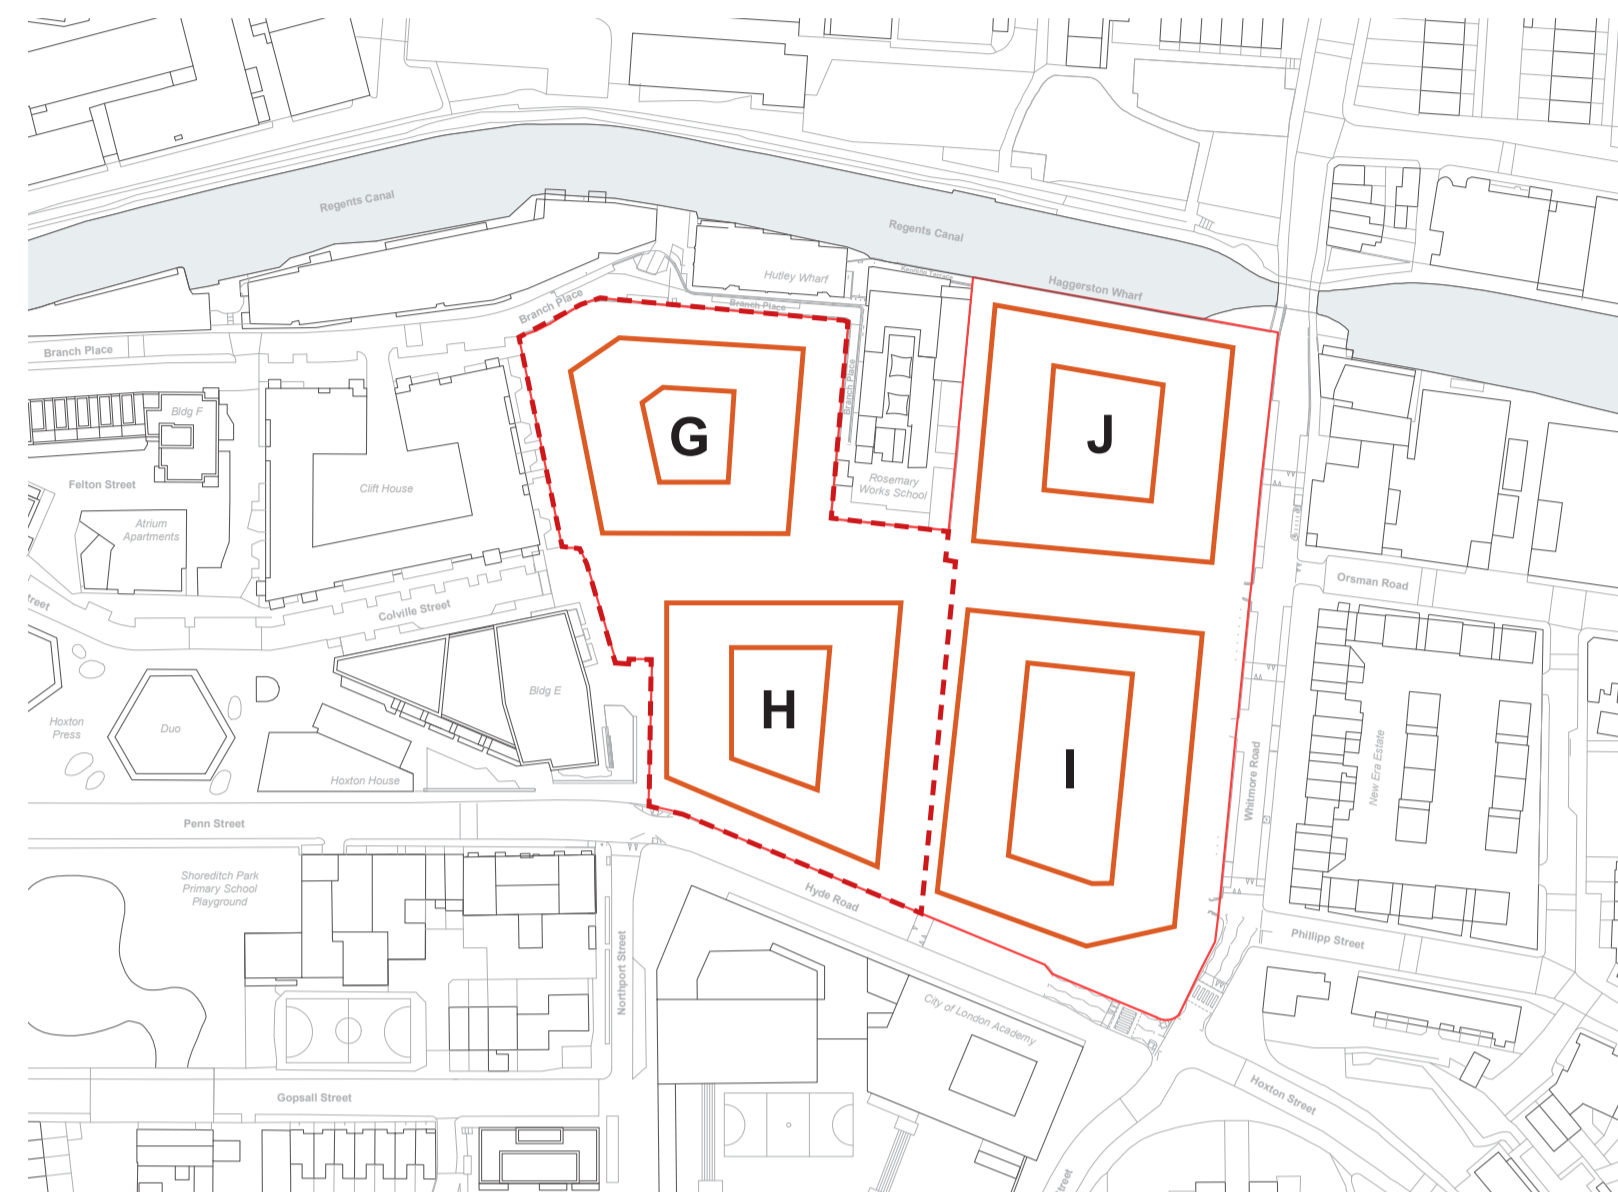 Regents Canal
Regents Canal
Hutley Wharf
Haggerston Wharf
Branch Place
Branch Place
Branch Place
Branch Place
Bldg F
Felton Street
Atrium
Apartments
Clift House
Rosemary
Works School
G
J
Orsman Road
Colville Street
Bldg E
H
I
Hoxton
Press
Duo
Hoxton House
Whitmore Road
New Era Estate
Penn Street
Shoreditch Park
Primary School
Playground
Hyde Road
Northport Street
Phillipp Street
City of London Academy
Gopsall Street
Hoxton Street